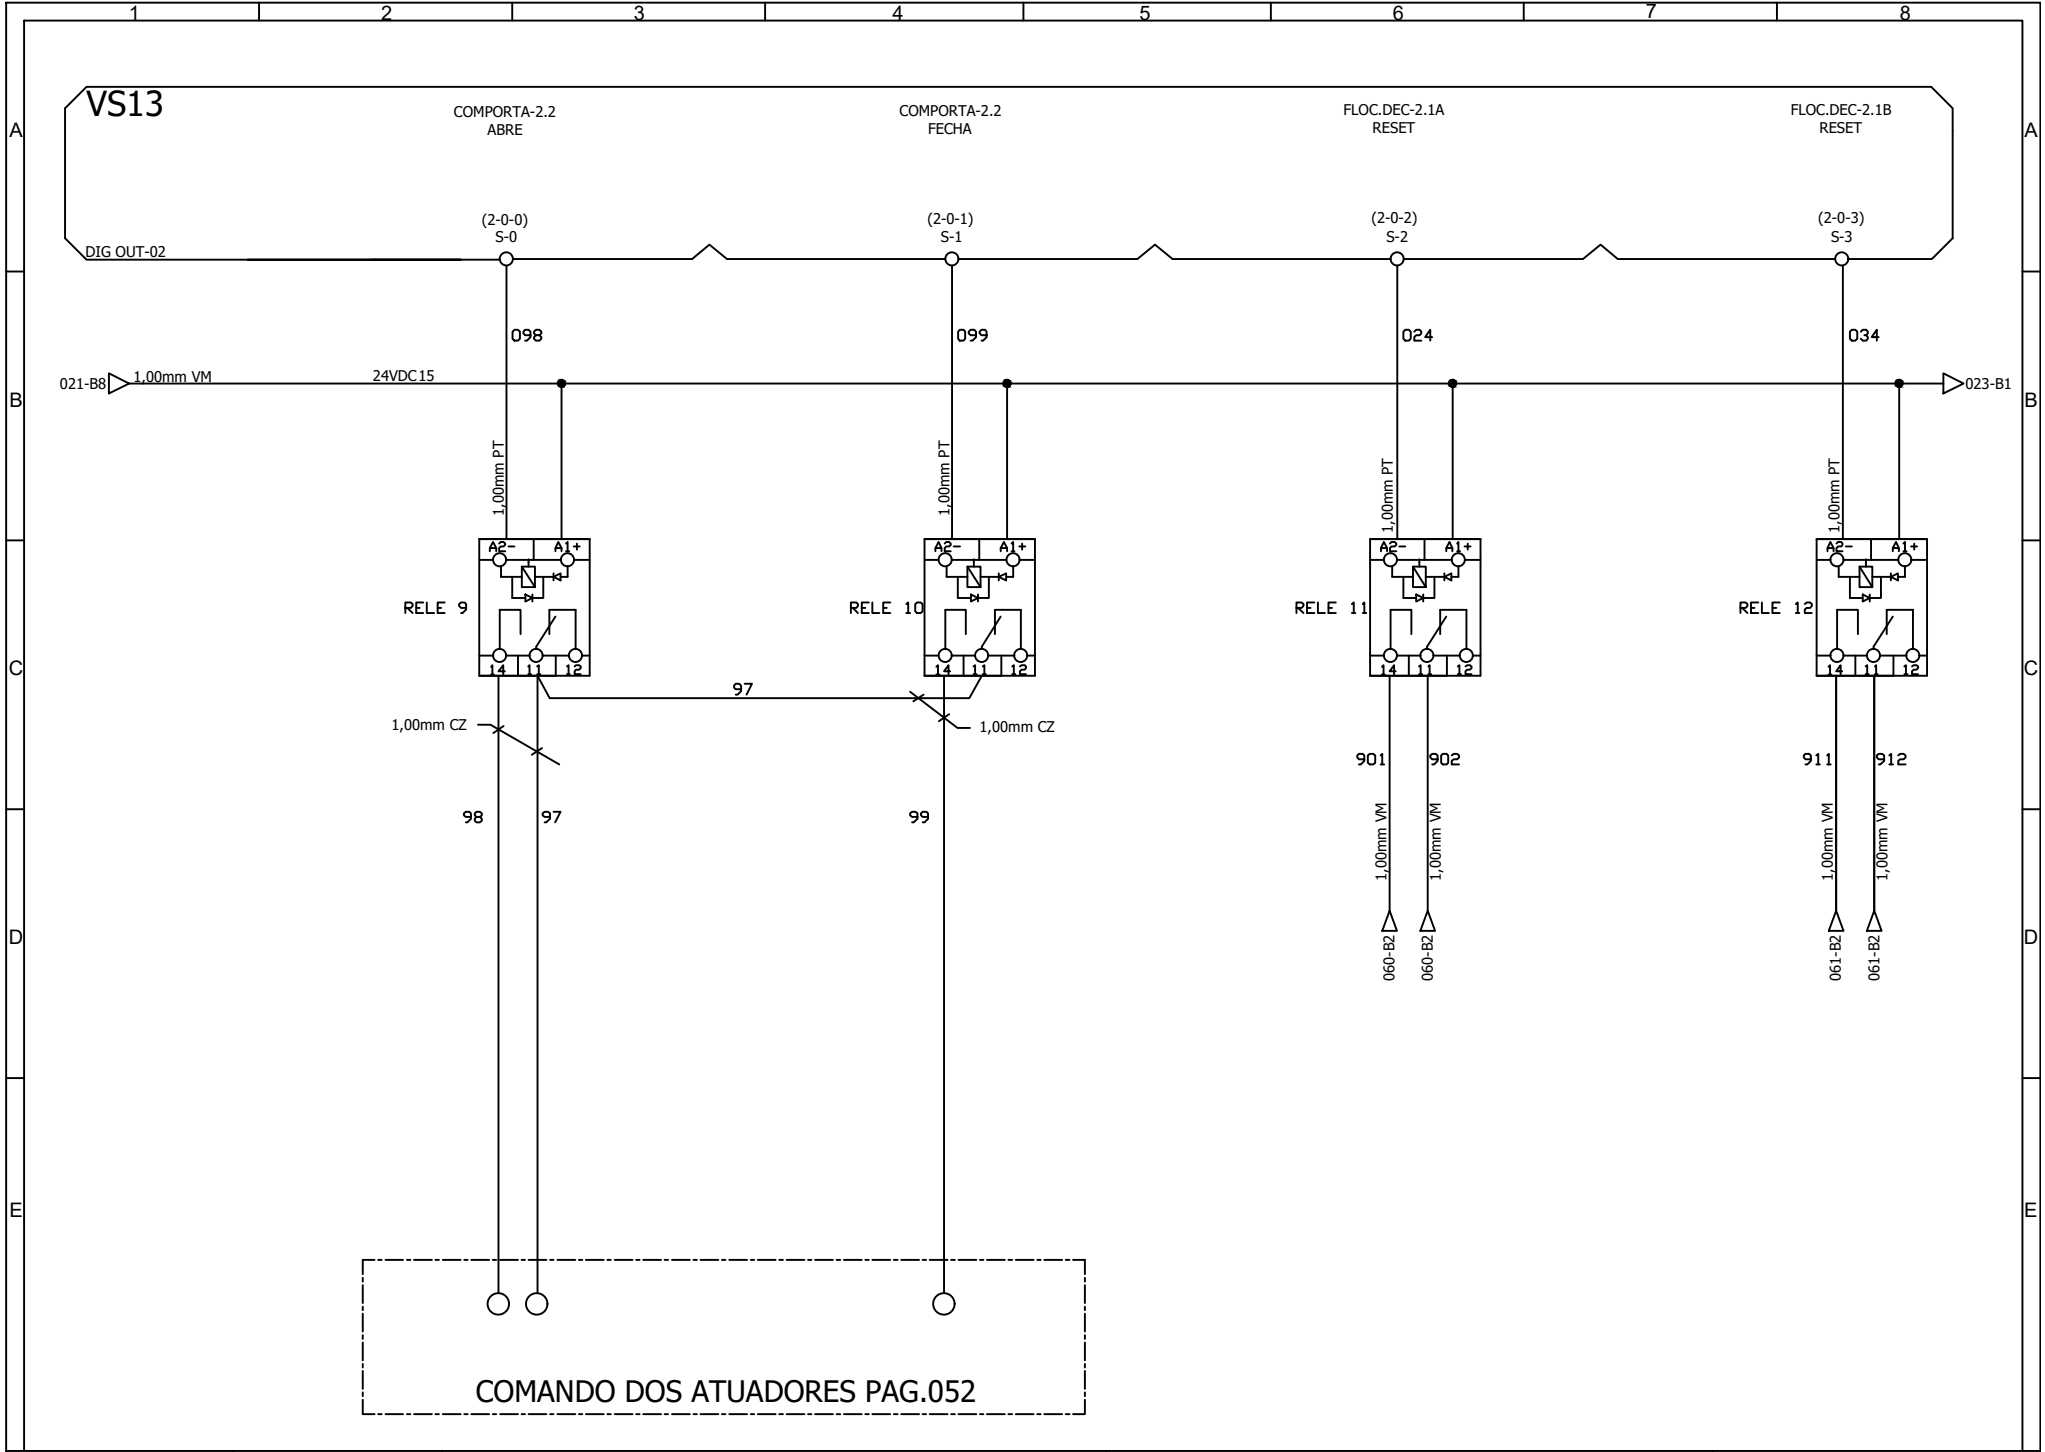 1 2 3 4 5 6 7 8
VS13
COMPORTA-2.2
ABRE
COMPORTA-2.2
FECHA
FLOC.DEC-2.1A
RESET
FLOC.DEC-2.1B
RESET
A A
(2-0-0)
S-0
(2-0-1)
S-1
(2-0-2)
S-2
(2-0-3)
S-3
DIG OUT-02
098 099 024 034
021-B8 1,00mm VM 24VDC15 023-B1
B B
1,00mm PT 1,00mm PT 1,00mm PT 1,00mm PT
A2- A1+ A2- A1+ A2- A1+ A2- A1+
RELE 9 RELE 10 RELE 11 RELE 12
14 11 12 14 11 12 14 11 12 14 11 12
C C
97
1,00mm CZ 1,00mm CZ
901 902 911 912
98 97 99
1,00mm VM 1,00mm VM 1,00mm VM 1,00mm VM
D D
060-B2 060-B2 061-B2 061-B2
E E
COMANDO DOS ATUADORES PAG.052